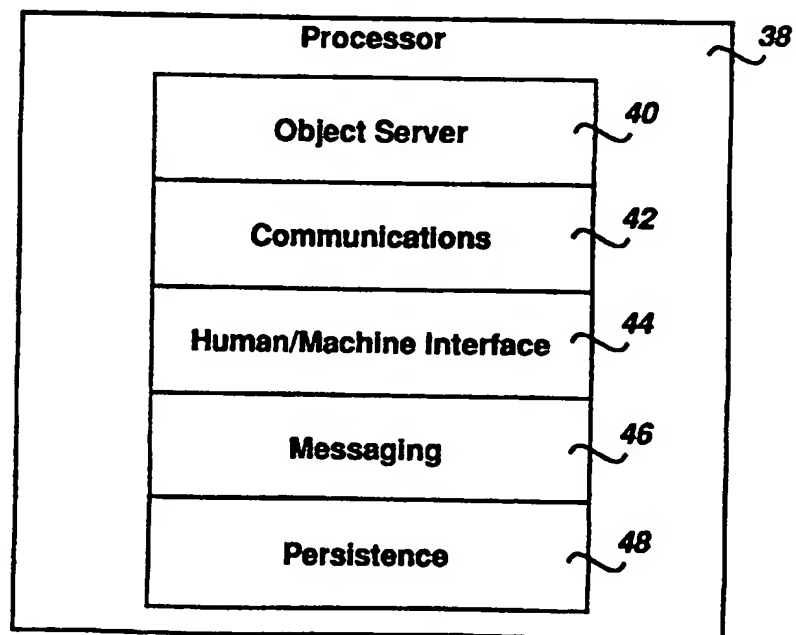 Processor 38
Object Server 40
Communications 42
Human/Machine Interface 44
Messaging 46
Persistence 48